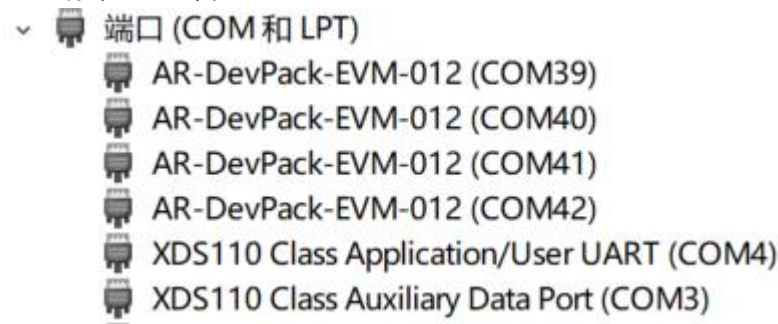 端口 (COM 和 LPT)
AR-DevPack-EVM-012 (COM39)
AR-DevPack-EVM-012 (COM40)
AR-DevPack-EVM-012 (COM41)
AR-DevPack-EVM-012 (COM42)
XDS110 Class Application/User UART (COM4)
XDS110 Class Auxiliary Data Port (COM3)